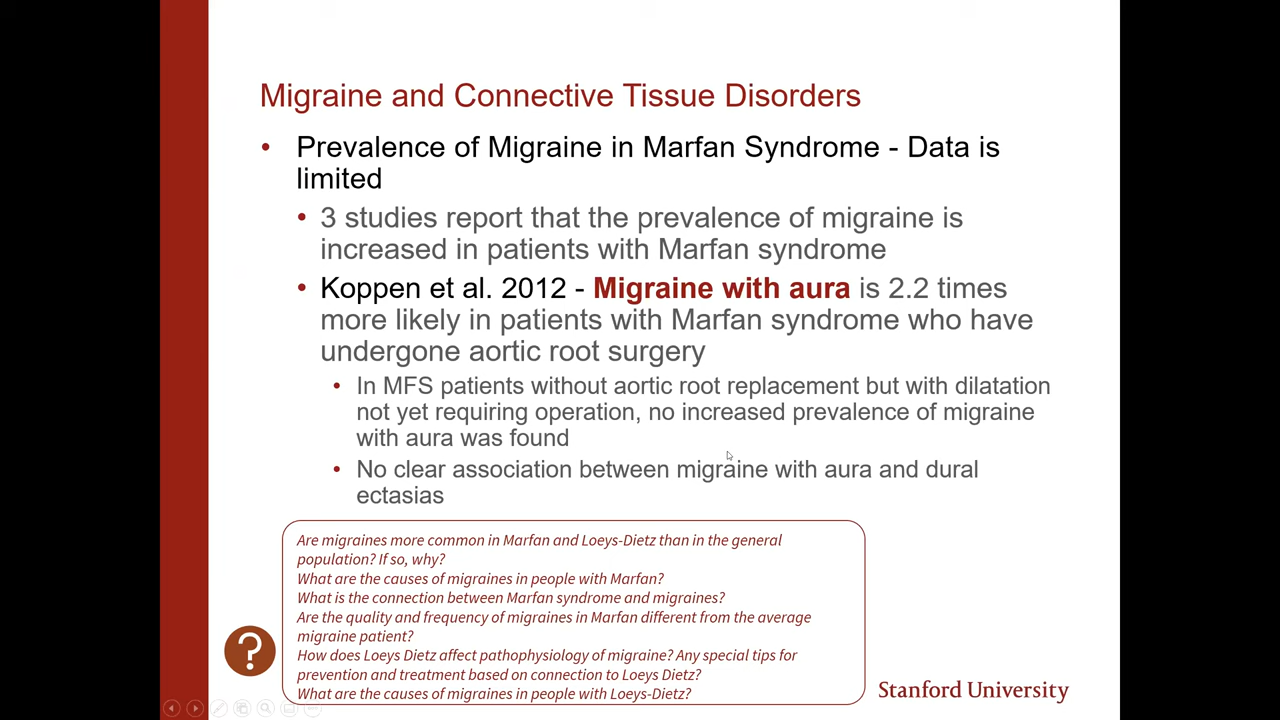 Migraine and Connective Tissue Disorders
• Prevalence of Migraine in Marfan Syndrome - Data is
limited
• 3 studies report that the prevalence of migraine is
increased in patients with Marfan syndrome
• Koppen et al. 2012 - Migraine with aura is 2.2 times
more likely in patients with Marfan syndrome who have
undergone aortic root surgery
• In MFS patients without aortic root replacement but with dilatation
not yet requiring operation, no increased prevalence of migraine
with aura was found
• No clear association between migraine with aura and dural
ectasias
Are migraines more common in Marfan and Loeys-Dietz than in the general
population? If so, why?
What are the causes of migraines in people with Marfan?
What is the connection between Marfan syndrome and migraines?
Are the quality and frequency of migraines in Marfan different from the average
migraine patient?
How does Loeys Dietz affect pathophysiology of migraine? Any special tips for
prevention and treatment based on connection to Loeys Dietz?
What are the causes of migraines in people with Loeys-Dietz?
?
Stanford University